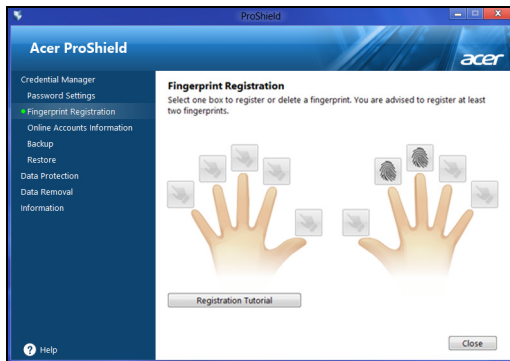 ProShield
Acer ProShield
acer
Credential Manager
Password Settings
Fingerprint Registration
Online Accounts Information
Backup
Restore
Data Protection
Data Removal
Information
? Help
Fingerprint Registration
Select one box to register or delete a fingerprint. You are advised to register at least
two fingerprints.
Registration Tutorial
Close